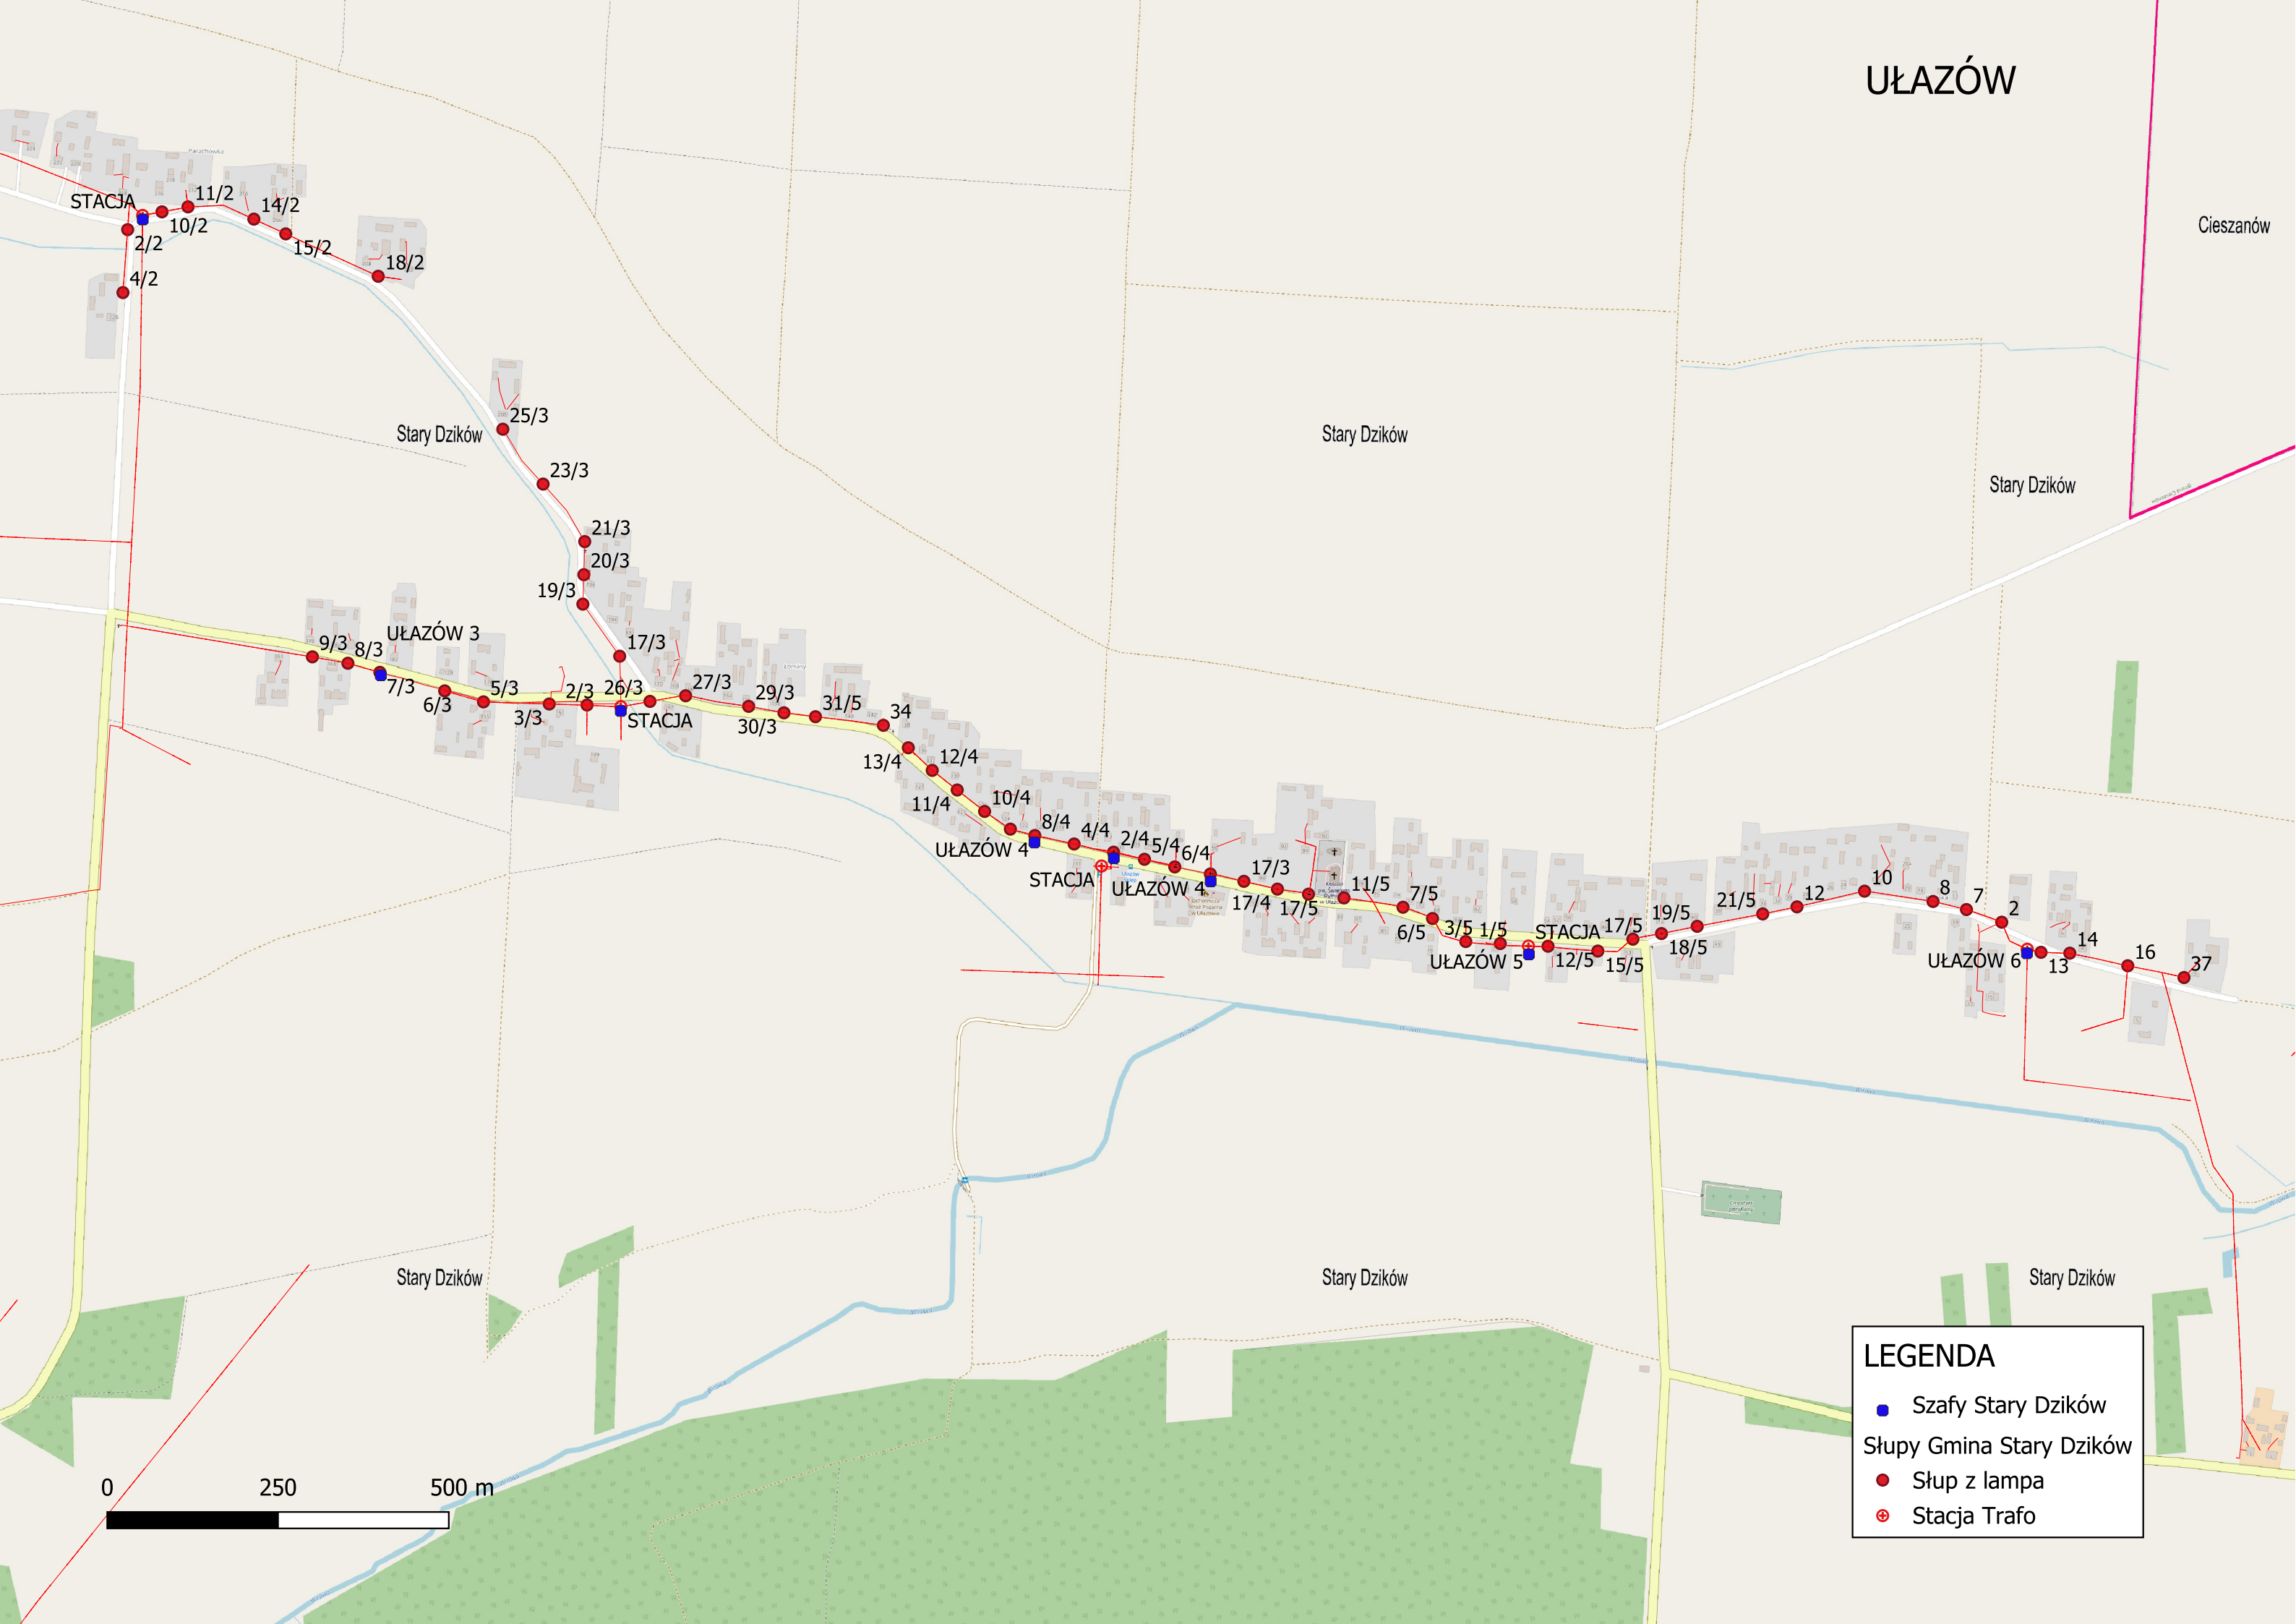 UŁAZÓW
Parachówka
STACJA
11/2
14/2
10/2
2/2
15/2
18/2
4/2
Cieszanów
25/3
Stary Dzików
Stary Dzików
23/3
Stary Dzików
21/3
20/3
19/3
UŁAZÓW 3
9/3
8/3
17/3
7/3
6/3
5/3
3/3
2/3
26/3
STACJA
27/3
29/3
30/3
31/5
34
13/4
12/4
11/4
10/4
8/4
UŁAZÓW 4
4/4
2/4
5/4
6/4
STACJA
UŁAZÓW 4
17/3
17/4
17/5
11/5
7/5
6/5
3/5
1/5
UŁAZÓW 5
STACJA
12/5
15/5
17/5
19/5
18/5
21/5
12
10
8
7
2
UŁAZÓW 6
13
14
16
37
Stary Dzików
Stary Dzików
Stary Dzików
LEGENDA
Szafy Stary Dzików
Słupy Gmina Stary Dzików
Słup z lampa
Stacja Trafo
0 250 500 m